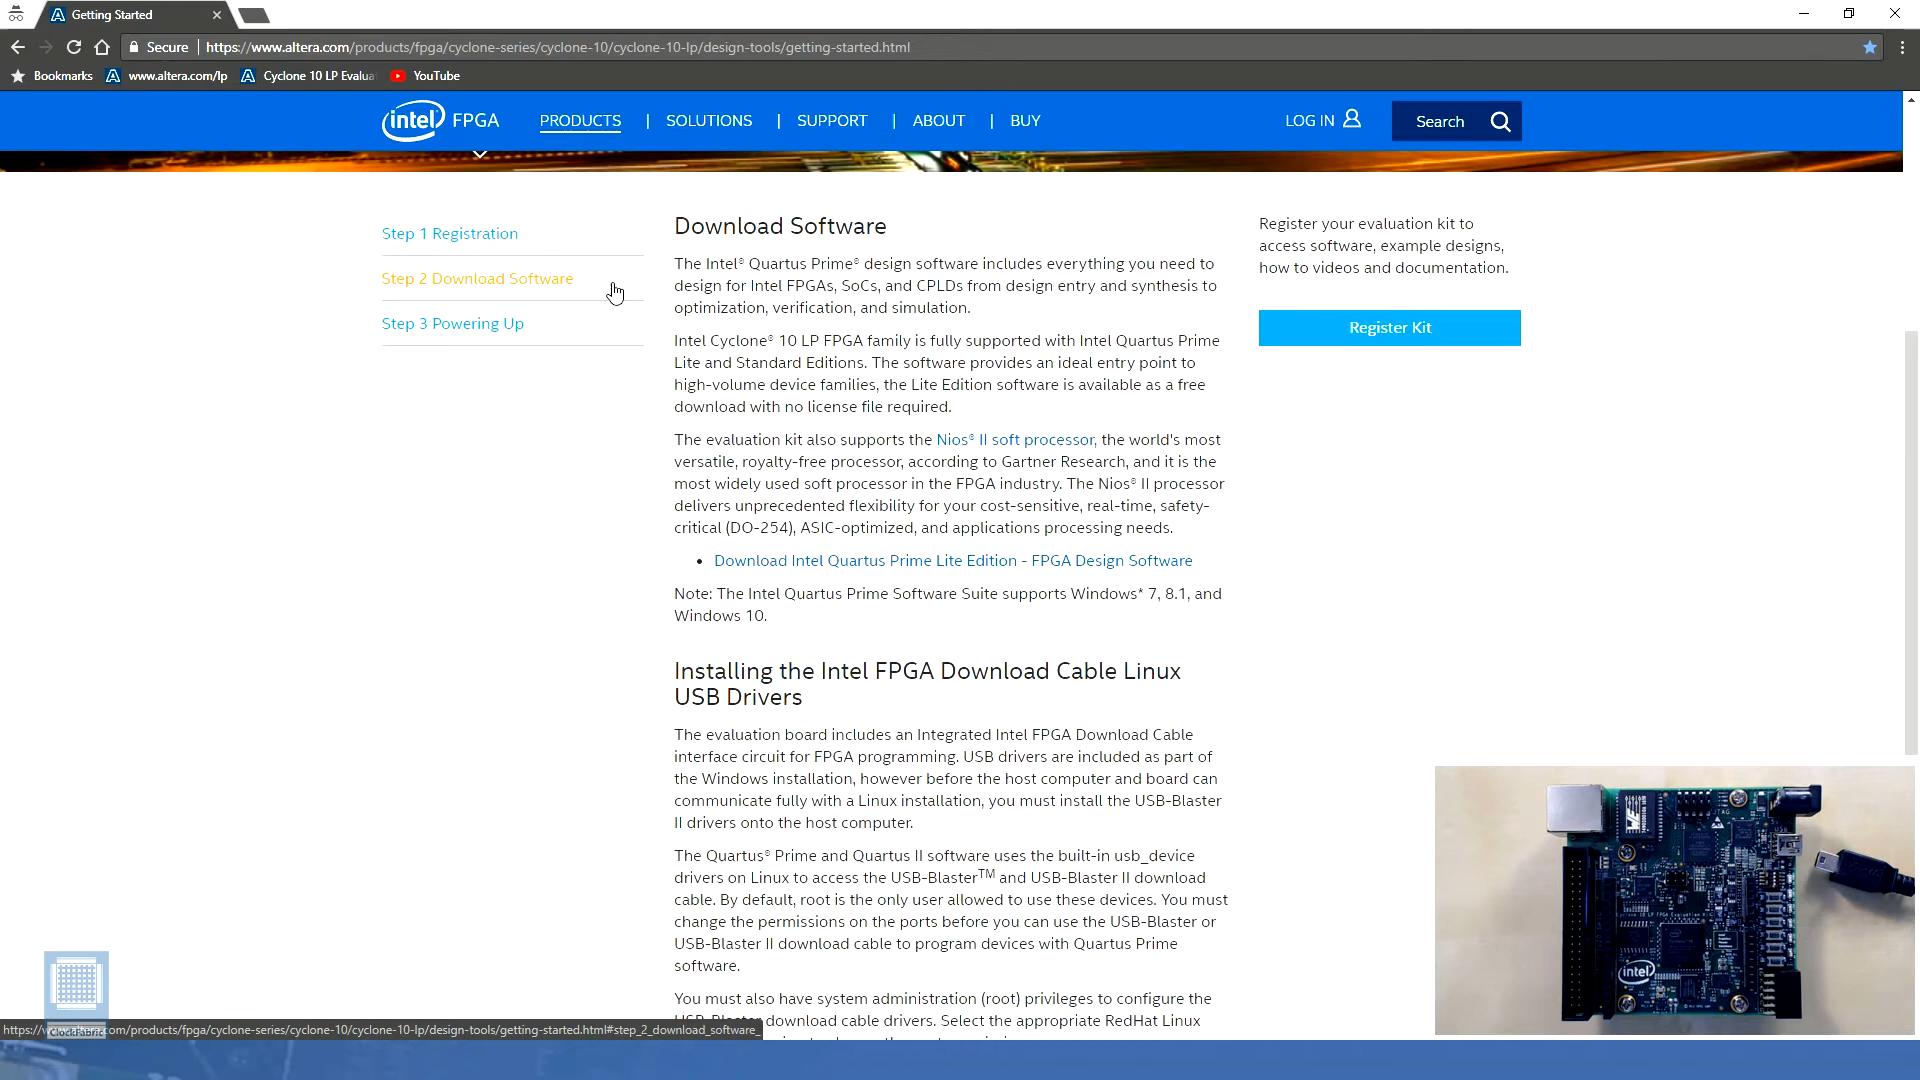 Getting Started
Secure
https://www.altera.com/products/fpga/cyclone-series/cyclone-10/cyclone-10-lp/design-tools/getting-started.html
Bookmarks
www.altera.com/lp
Cyclone 10 LP Evalua
YouTube
intel FPGA
PRODUCTS | SOLUTIONS | SUPPORT | ABOUT | BUY
LOG IN
Search
Step 1 Registration
Step 2 Download Software
Step 3 Powering Up
Download Software
The Intel® Quartus Prime® design software includes everything you need to
design for Intel FPGAs, SoCs, and CPLDs from design entry and synthesis to
optimization, verification, and simulation.
Intel Cyclone® 10 LP FPGA family is fully supported with Intel Quartus Prime
Lite and Standard Editions. The software provides an ideal entry point to
high-volume device families, the Lite Edition software is available as a free
download with no license file required.
The evaluation kit also supports the Nios® II soft processor, the world's most
versatile, royalty-free processor, according to Gartner Research, and it is the
most widely used soft processor in the FPGA industry. The Nios® II processor
delivers unprecedented flexibility for your cost-sensitive, real-time, safety-
critical (DO-254), ASIC-optimized, and applications processing needs.
• Download Intel Quartus Prime Lite Edition - FPGA Design Software
Note: The Intel Quartus Prime Software Suite supports Windows* 7, 8.1, and
Windows 10.
Installing the Intel FPGA Download Cable Linux
USB Drivers
The evaluation board includes an Integrated Intel FPGA Download Cable
interface circuit for FPGA programming. USB drivers are included as part of
the Windows installation, however before the host computer and board can
communicate fully with a Linux installation, you must install the USB-Blaster
II drivers onto the host computer.
The Quartus® Prime and Quartus II software uses the built-in usb_device
drivers on Linux to access the USB-Blaster™ and USB-Blaster II download
cable. By default, root is the only user allowed to use these devices. You must
change the permissions on the ports before you can use the USB-Blaster or
USB-Blaster II download cable to program devices with Quartus Prime
software.
You must also have system administration (root) privileges to configure the
USB-Blaster download cable drivers. Select the appropriate RedHat Linux
Register your evaluation kit to
access software, example designs,
how to videos and documentation.
Register Kit
JTAG
Cyclone 10 LP FPGA Evaluation
intel
https://www.altera.com/products/fpga/cyclone-series/cyclone-10/cyclone-10-lp/design-tools/getting-started.html#step_2_download_software_